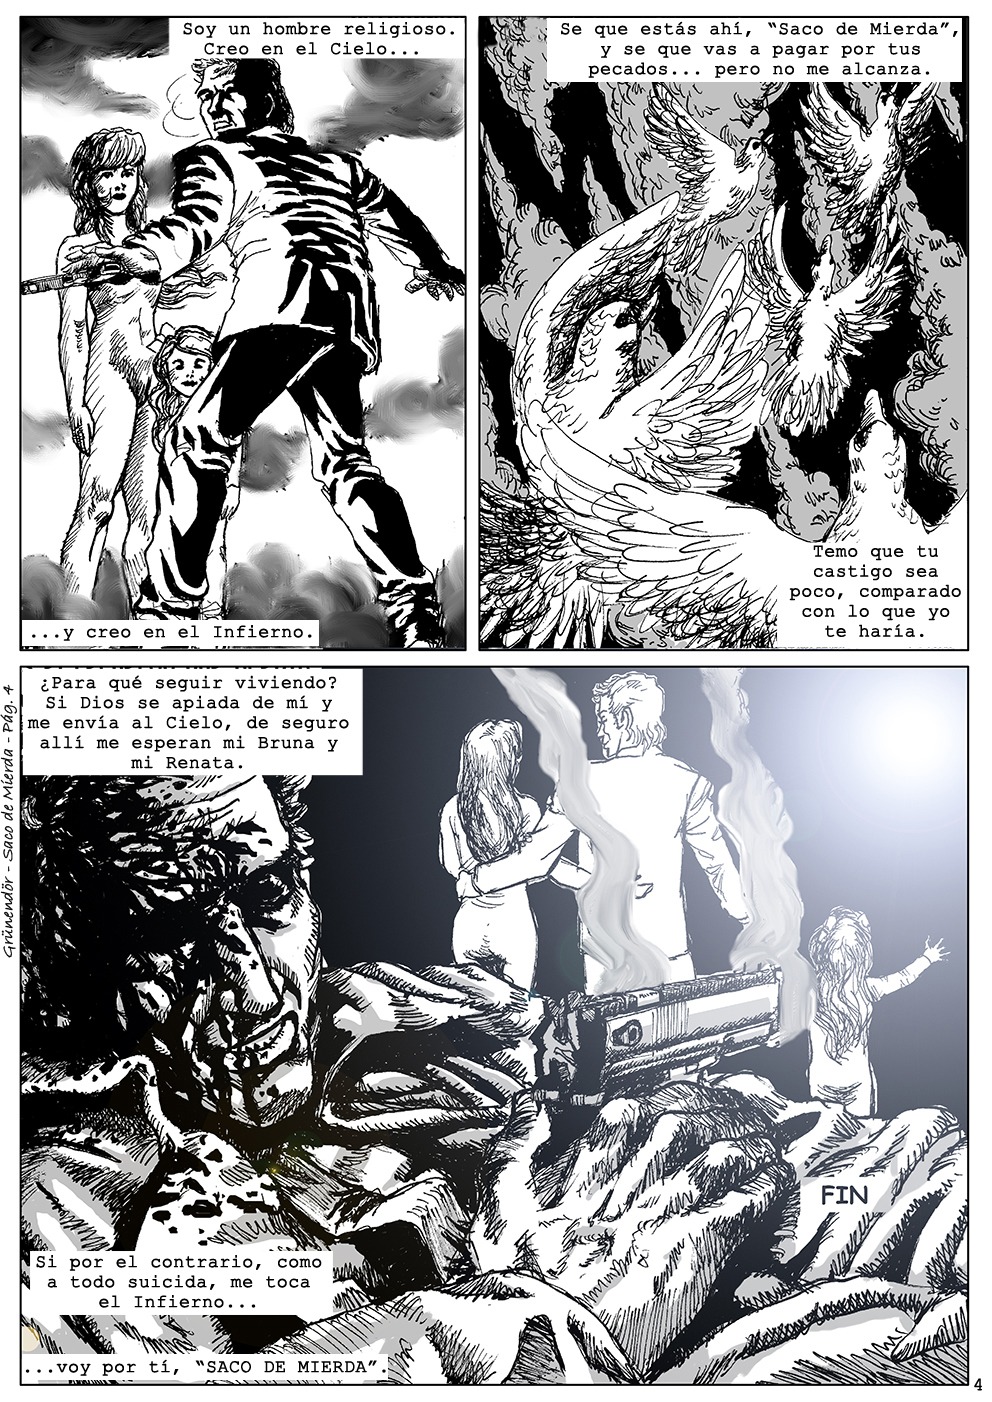 Soy un hombre religioso.
Creo en el Cielo...
...y creo en el Infierno.
Se que estás ahí, “Saco de Mierda”,
y se que vas a pagar por tus
pecados... pero no me alcanza.
Temo que tu
castigo sea
poco, comparado
con lo que yo
te haría.
¿Para qué seguir viviendo?
Si Dios se apiada de mí y
me envía al Cielo, de seguro
allí me esperan mi Bruna y
mi Renata.
FIN
Si por el contrario, como
a todo suicida, me toca
el Infierno...
...voy por tí, “SACO DE MIERDA”.
Grünendör - Saco de Mierda - Pág. 4
4